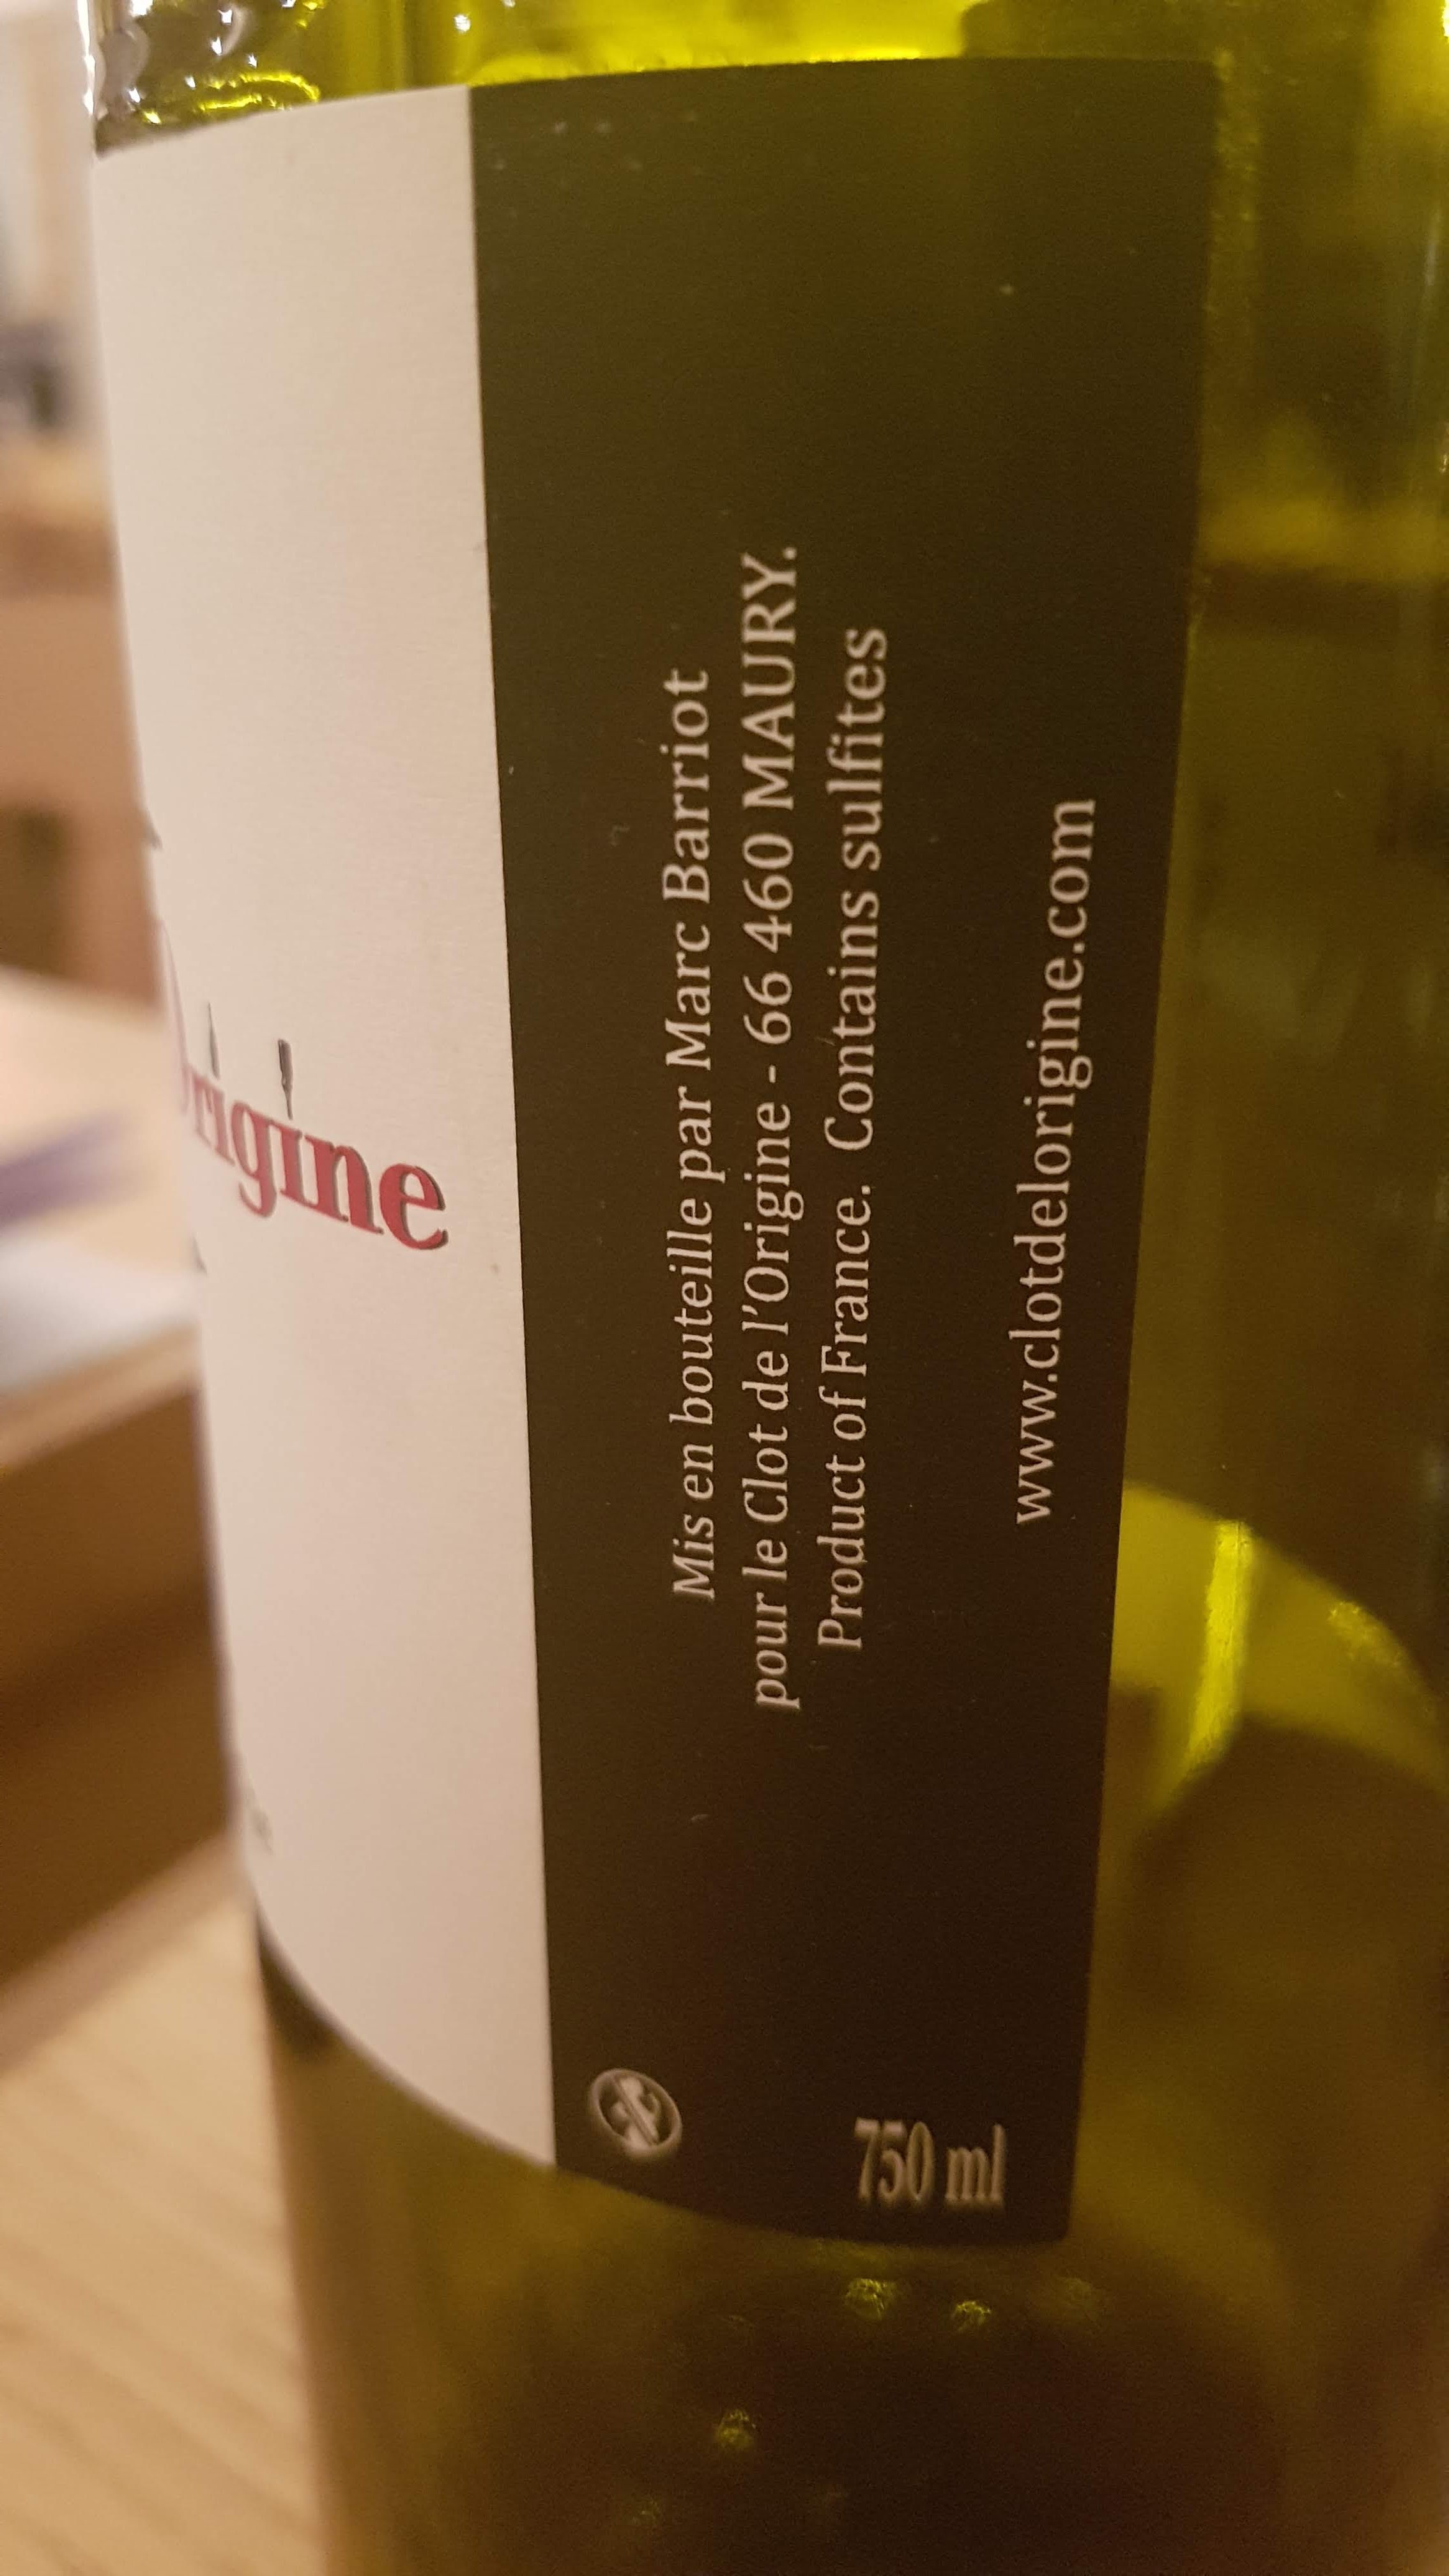 rigine
Mis en bouteille par Marc Barriot
pour le Clot de l'Origine - 66 460 MAURY.
Product of France. Contains sulfites
www.clotdelorigine.com
750 ml